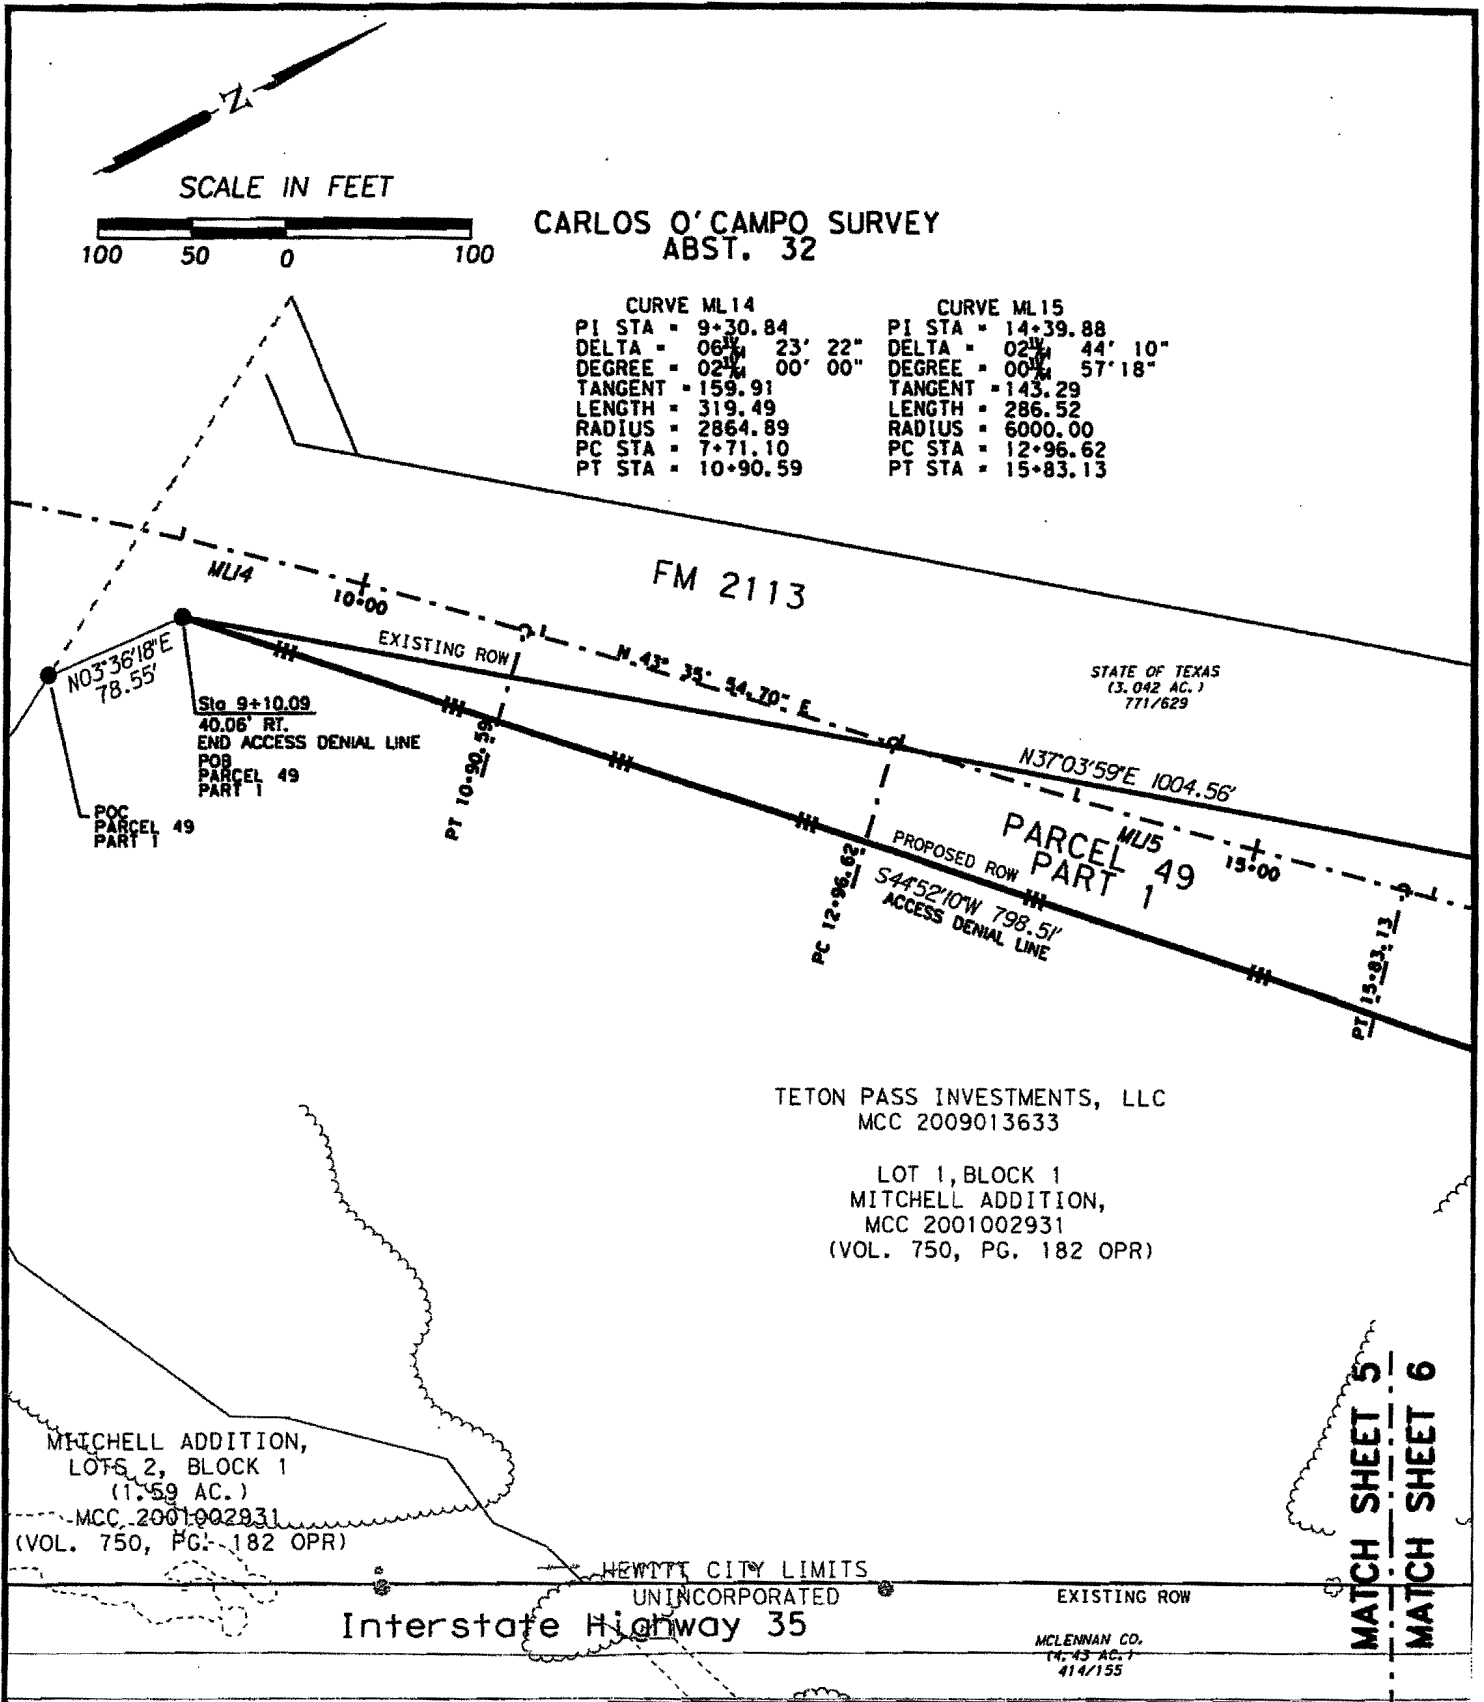 N
SCALE IN FEET
100 50 0 100
CARLOS O'CAMPO SURVEY
ABST. 32
CURVE ML14
PI STA = 9+30.84
DELTA = 06 23' 22"
DEGREE = 02 00' 00"
TANGENT = 159.91
LENGTH = 319.49
RADIUS = 2864.89
PC STA = 7+71.10
PT STA = 10+90.59
CURVE ML15
PI STA = 14+39.88
DELTA = 02 44' 10"
DEGREE = 00 57'18"
TANGENT = 143.29
LENGTH = 286.52
RADIUS = 6000.00
PC STA = 12+96.62
PT STA = 15+83.13
FM 2113
ML14
10+00
EXISTING ROW
N 43° 35' 54.70" E
STATE OF TEXAS
(3.042 AC.)
771/629
N03°36'18"E
78.55'
Sta 9+10.09
40.06' RT.
END ACCESS DENIAL LINE
POB
PARCEL 49
PART 1
POC
PARCEL 49
PART 1
PT 10+90.59
N37°03'59"E 1004.56'
PARCEL 49
PART 1
ML15
15+00
PROPOSED ROW
S44°52'10"W 798.51'
ACCESS DENIAL LINE
PC 12+96.62
PT 15+83.13
TETON PASS INVESTMENTS, LLC
MCC 2009013633
LOT 1, BLOCK 1
MITCHELL ADDITION,
MCC 2001002931
(VOL. 750, PG. 182 OPR)
MITCHELL ADDITION,
LOTS 2, BLOCK 1
(1.59 AC.)
MCC 2001002931
(VOL. 750, PG. 182 OPR)
HEWITT CITY LIMITS
UNINCORPORATED
EXISTING ROW
Interstate Highway 35
MCLENNAN CO.
(4.43 AC.)
414/155
MATCH SHEET 5
MATCH SHEET 6